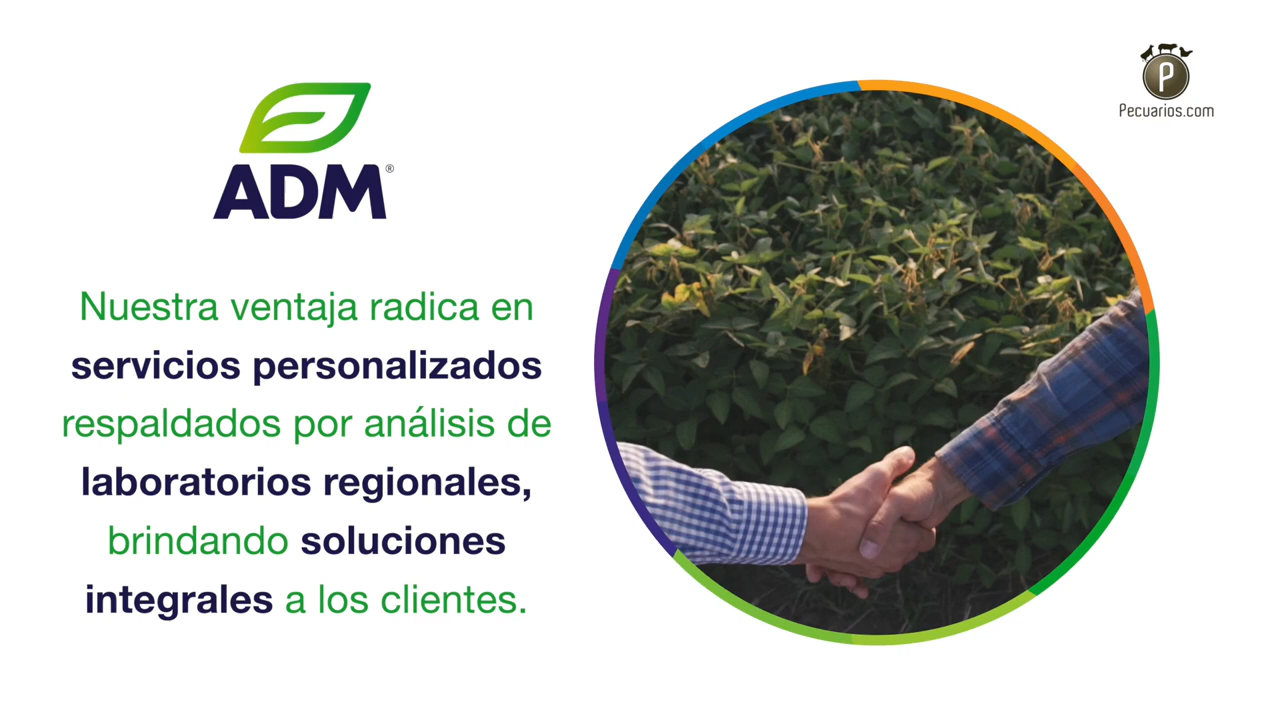 ADM®
Nuestra ventaja radica en
servicios personalizados
respaldados por análisis de
laboratorios regionales,
brindando soluciones
integrales a los clientes.
P
Pecuarios.com